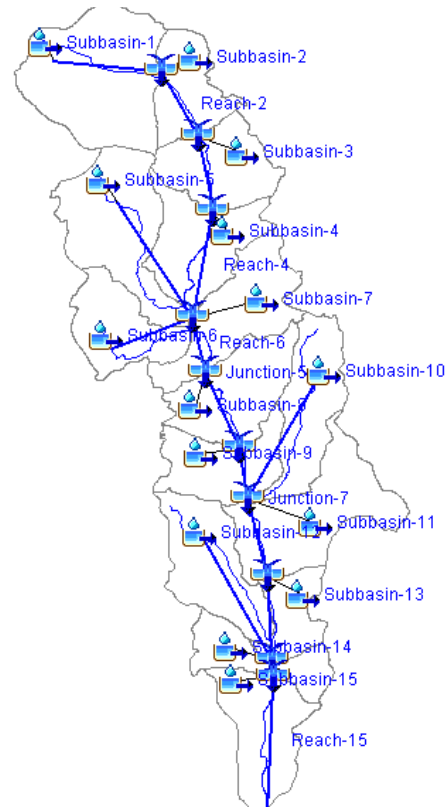 Subbasin-1
Subbasin-2
Reach-2
Subbasin-3
Subbasin-5
Subbasin-4
Reach-4
Subbasin-7
Subbasin-6
Reach-6
Junction-5
Subbasin-10
Subbasin-8
Subbasin-9
Junction-7
Subbasin-11
Subbasin-12
Subbasin-13
Subbasin-14
Subbasin-15
Reach-15